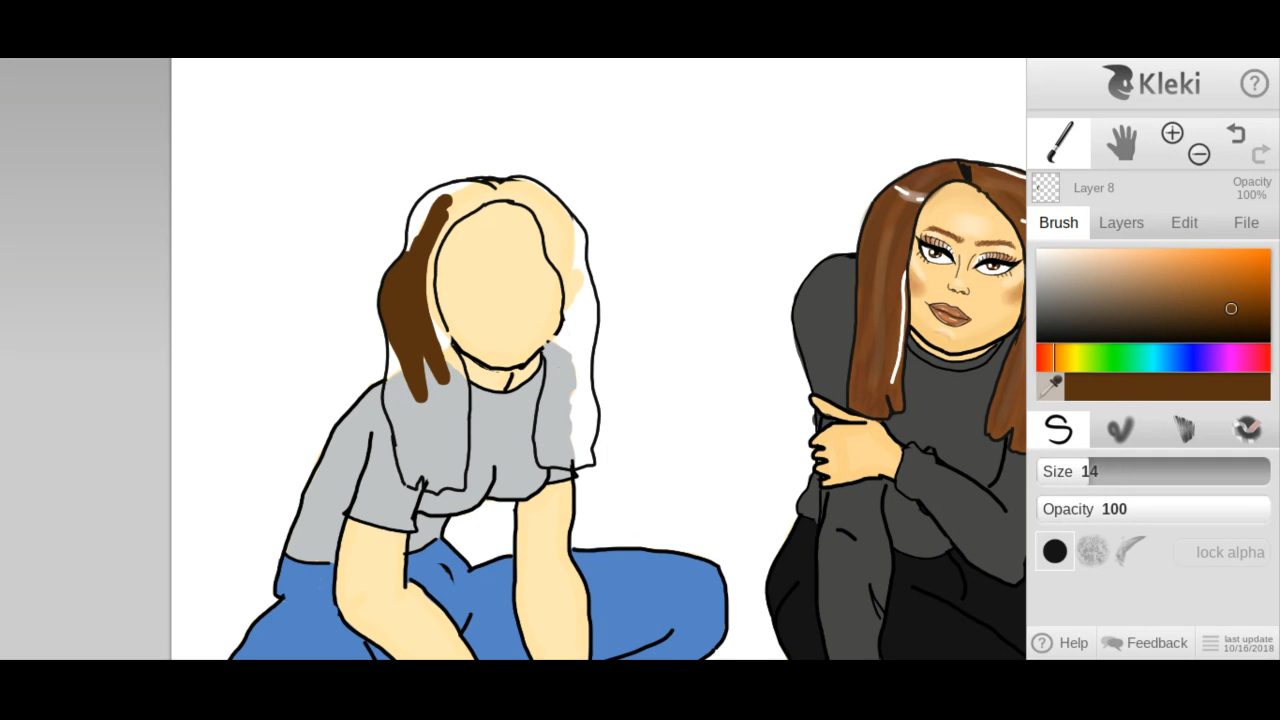 Kleki
?
Layer 8
Opacity
100%
Brush Layers Edit File
Size 14
Opacity 100
lock alpha
? Help Feedback last update
10/16/2018